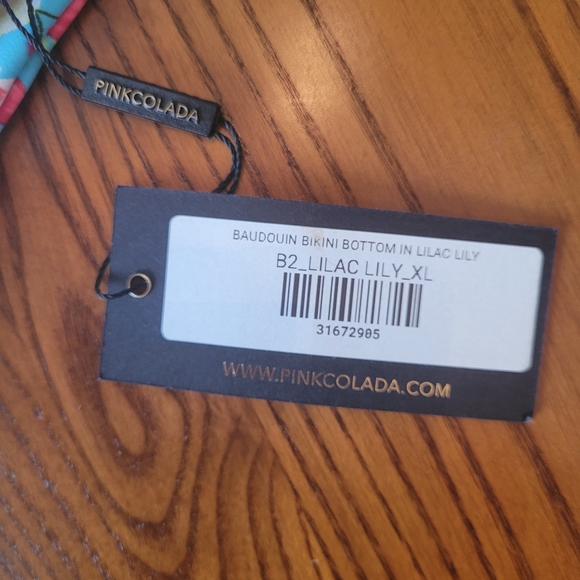 PINKCOLADA
BAUDOUIN BIKINI BOTTOM IN LILAC LILY
B2_LILAC LILY_XL
31672905
WWW.PINKCOLADA.COM